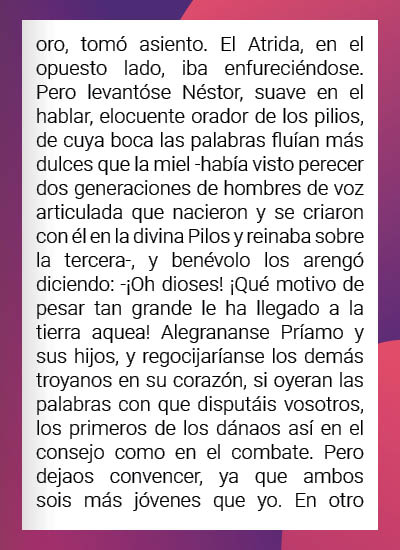 oro, tomó asiento. El Atrida, en el
opuesto lado, iba enfureciéndose.
Pero levantóse Néstor, suave en el
hablar, elocuente orador de los pilios,
de cuya boca las palabras fluían más
dulces que la miel -había visto perecer
dos generaciones de hombres de voz
articulada que nacieron y se criaron
con él en la divina Pilos y reinaba sobre
la tercera-, y benévolo los arengó
diciendo: -¡Oh dioses! ¡Qué motivo de
pesar tan grande le ha llegado a la
tierra aquea! Alegrananse Príamo y
sus hijos, y regocijaríanse los demás
troyanos en su corazón, si oyeran las
palabras con que disputáis vosotros,
los primeros de los dánaos así en el
consejo como en el combate. Pero
dejaos convencer, ya que ambos
sois más jóvenes que yo. En otro